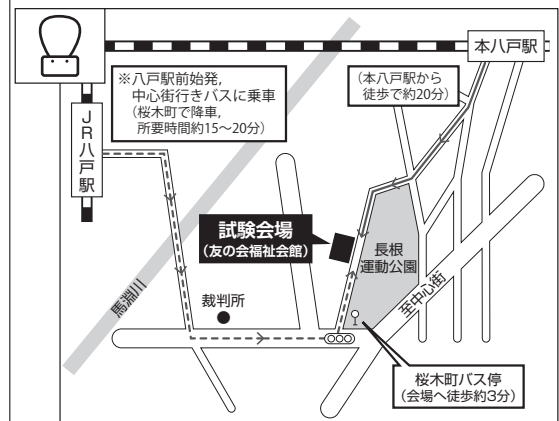 本八戸駅
※八戸駅前始発,
中心街行きバスに乗車
(桜木町で降車,
所要時間約15〜20分)
(本八戸駅から
徒歩で約20分)
JR八戸駅
試験会場
(友の会福祉会館)
長根
運動公園
馬淵川
裁判所
至中心街
桜木町バス停
(会場へ徒歩約3分)